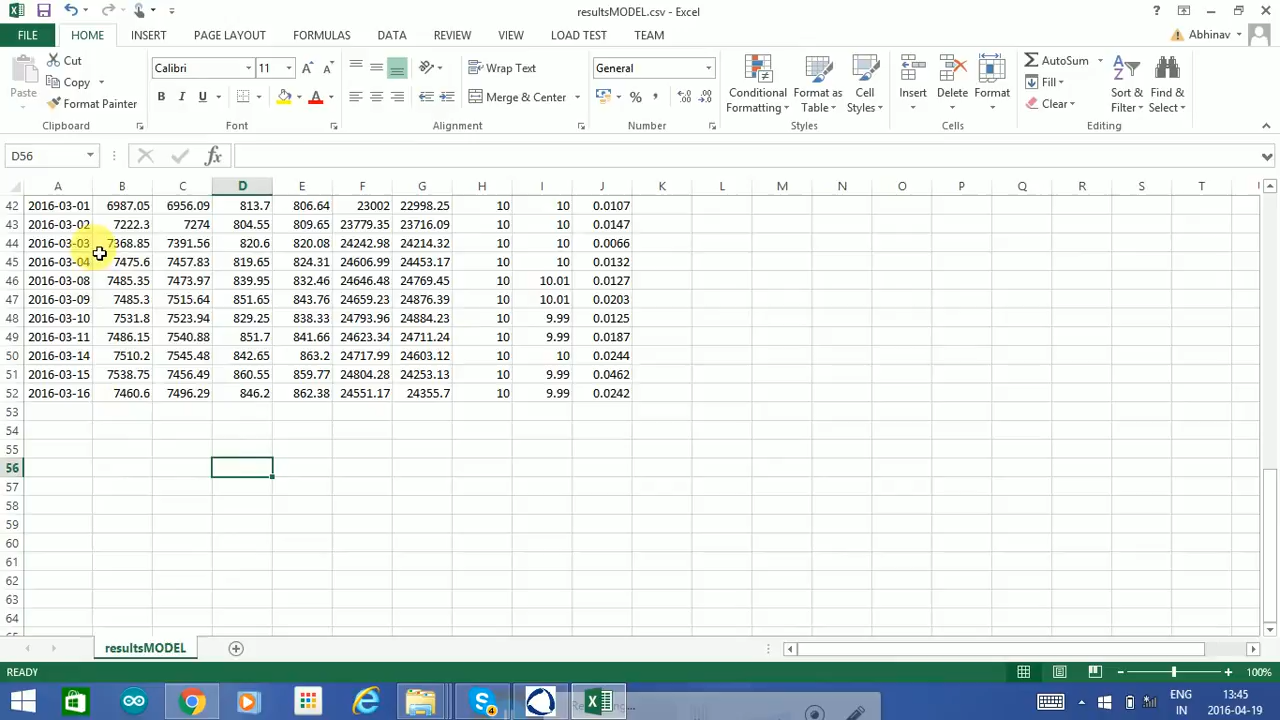 resultsMODEL.csv - Excel
?
FILE HOME INSERT PAGE LAYOUT FORMULAS DATA REVIEW VIEW LOAD TEST TEAM Abhinav
Paste
Cut
Copy
Format Painter
Clipboard
Calibri 11
B I U
Font
Wrap Text
Merge & Center
Alignment
General
%
Number
Conditional Formatting
Format as Table
Cell Styles
Styles
Insert Delete Format
Cells
AutoSum
Fill
Clear
Sort & Filter
Find & Select
Editing
D56 fx
A B C D E F G H I J K L M N O P Q R S T
42 2016-03-01 6987.05 6956.09 813.7 806.64 23002 22998.25 10 10 0.0107
43 2016-03-02 7222.3 7274 804.55 809.65 23779.35 23716.09 10 10 0.0147
44 2016-03-03 7368.85 7391.56 820.6 820.08 24242.98 24214.32 10 10 0.0066
45 2016-03-04 7475.6 7457.83 819.65 824.31 24606.99 24453.17 10 10 0.0132
46 2016-03-08 7485.35 7473.97 839.95 832.46 24646.48 24769.45 10 10.01 0.0127
47 2016-03-09 7485.3 7515.64 851.65 843.76 24659.23 24876.39 10 10.01 0.0203
48 2016-03-10 7531.8 7523.94 829.25 838.33 24793.96 24884.23 10 9.99 0.0125
49 2016-03-11 7486.15 7540.88 851.7 841.66 24623.34 24711.24 10 9.99 0.0187
50 2016-03-14 7510.2 7545.48 842.65 863.2 24717.99 24603.12 10 10 0.0244
51 2016-03-15 7538.75 7456.49 860.55 859.77 24804.28 24253.13 10 9.99 0.0462
52 2016-03-16 7460.6 7496.29 846.2 862.38 24551.17 24355.7 10 9.99 0.0242
53
54
55
56
57
58
59
60
61
62
63
64
resultsMODEL
READY 100%
4
ENG
IN
13:45
2016-04-19